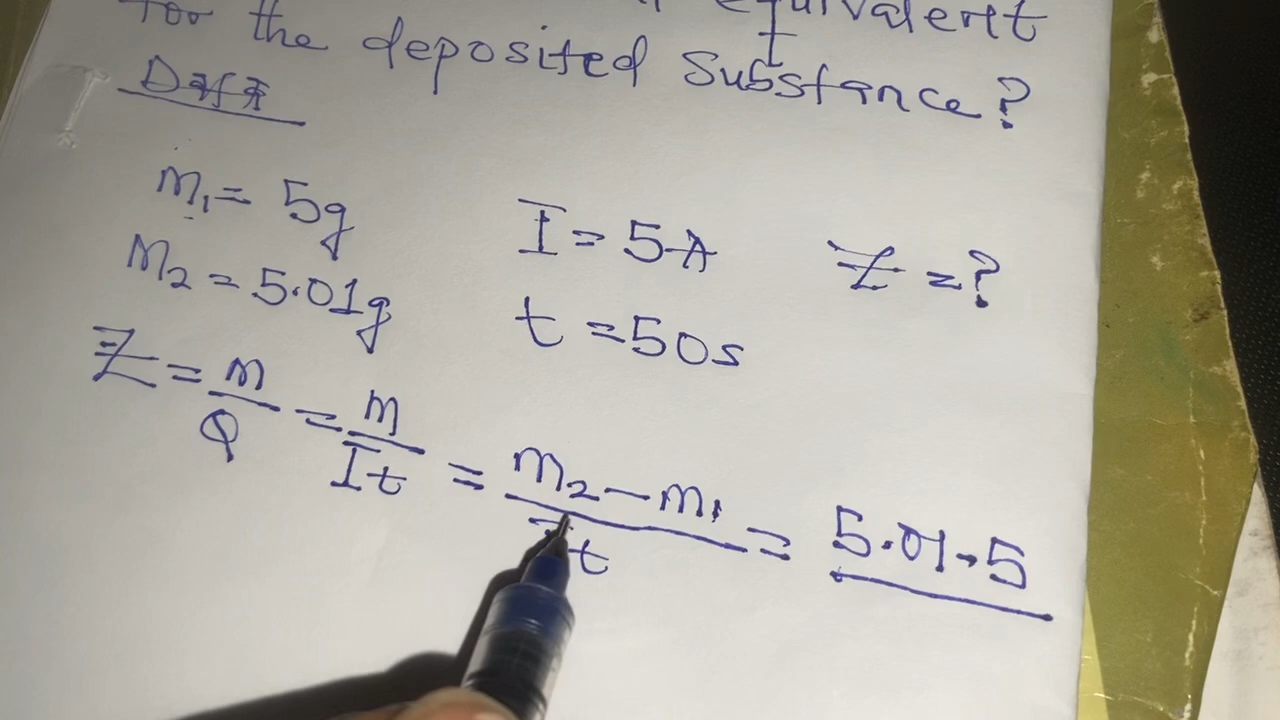 equivalent
for the deposited Substance?
Data
m₁ = 5g I = 5A Z = ?
m₂ = 5.01g t = 50s
Z = m/Q = m/It = m₂ - m₁/It = 5.01-5